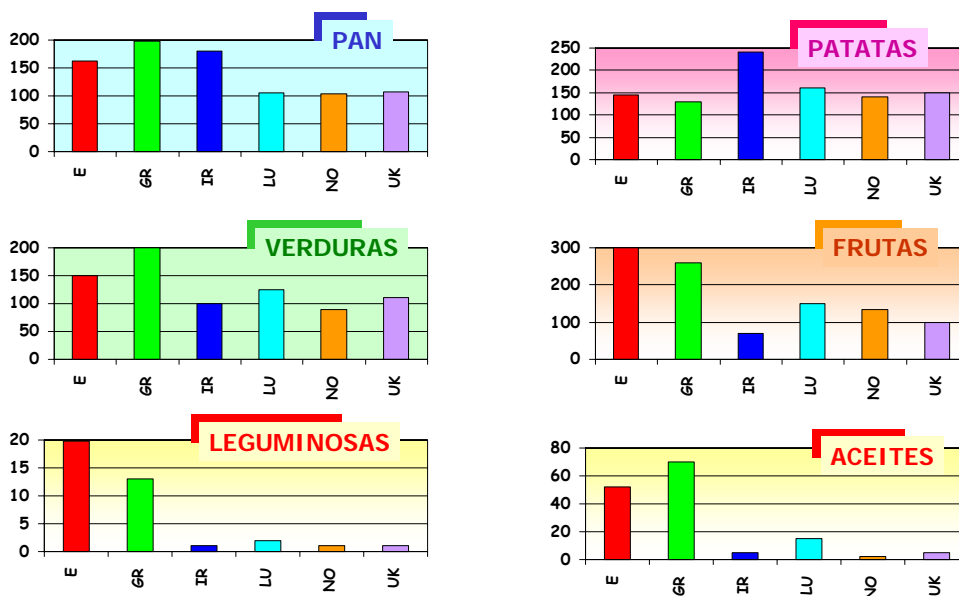 PAN
200
150
100
50
0
E GR IR LU NO UK
PATATAS
250
200
150
100
50
0
E GR IR LU NO UK
VERDURAS
200
150
100
50
0
E GR IR LU NO UK
FRUTAS
300
200
100
0
E GR IR LU NO UK
LEGUMINOSAS
20
15
10
5
0
E GR IR LU NO UK
ACEITES
80
60
40
20
0
E GR IR LU NO UK